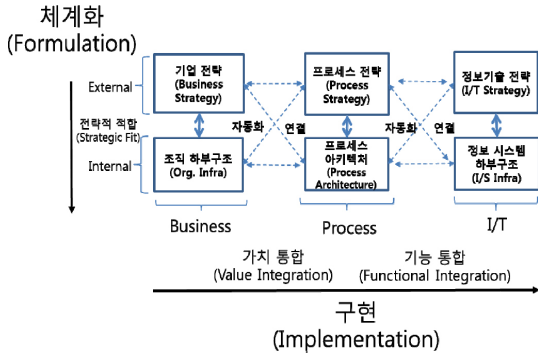 체계화
(Formulation)
External
전략적 적합
(Strategic Fit)
Internal
기업 전략
(Business
Strategy)
프로세스 전략
(Process
Strategy)
정보기술 전략
(I/T Strategy)
자동화
연결
자동화
연결
조직 하부구조
(Org. Infra)
프로세스
아키텍처
(Process
Architecture)
정보 시스템
하부구조
(I/S Infra)
Business
Process
I/T
가치 통합
(Value Integration)
기능 통합
(Functional Integration)
구현
(Implementation)